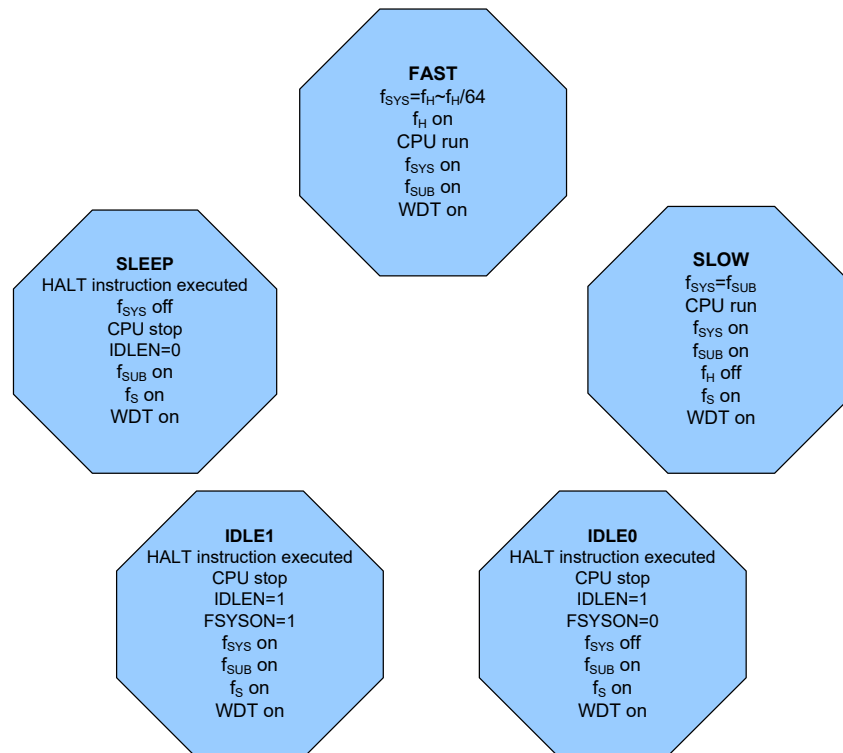 FAST
fSYS=fH~fH/64
fH on
CPU run
fSYS on
fSUB on
WDT on
SLEEP
HALT instruction executed
fSYS off
CPU stop
IDLEN=0
fSUB on
fS on
WDT on
SLOW
fSYS=fSUB
CPU run
fSYS on
fSUB on
fH off
fS on
WDT on
IDLE1
HALT instruction executed
CPU stop
IDLEN=1
FSYSON=1
fSYS on
fSUB on
fS on
WDT on
IDLE0
HALT instruction executed
CPU stop
IDLEN=1
FSYSON=0
fSYS off
fSUB on
fS on
WDT on